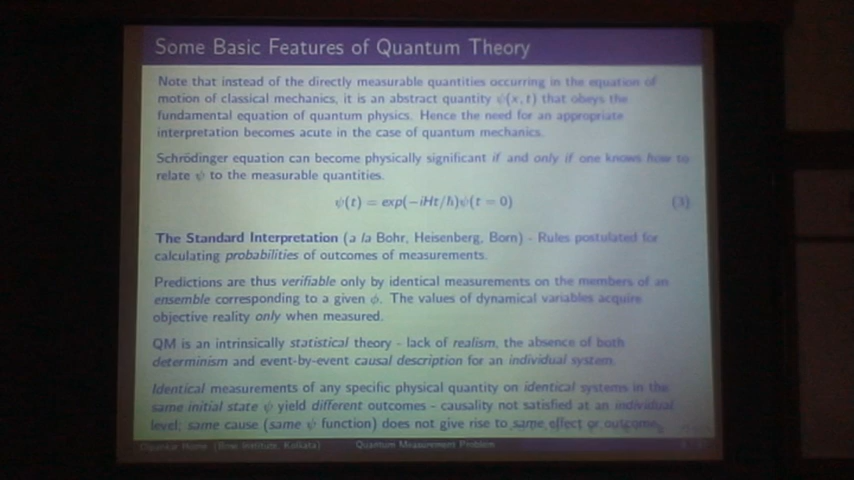 Some Basic Features of Quantum Theory
Note that instead of the directly measurable quantities occurring in the equation of
motion of classical mechanics, it is an abstract quantity ψ(x, t) that obeys the
fundamental equation of quantum physics. Hence the need for an appropriate
interpretation becomes acute in the case of quantum mechanics.
Schrödinger equation can become physically significant if and only if one knows how to
relate ψ to the measurable quantities.
ψ(t) = exp(−iHt/ħ)ψ(t = 0) (3)
The Standard Interpretation (a la Bohr, Heisenberg, Born) - Rules postulated for
calculating probabilities of outcomes of measurements.
Predictions are thus verifiable only by identical measurements on the members of an
ensemble corresponding to a given ϕ. The values of dynamical variables acquire
objective reality only when measured.
QM is an intrinsically statistical theory - lack of realism, the absence of both
determinism and event-by-event causal description for an individual system.
Identical measurements of any specific physical quantity on identical systems in the
same initial state ψ yield different outcomes - causality not satisfied at an individual
level; same cause (same ψ function) does not give rise to same effect or outcome.
Home (Bose Institute, Kolkata) Quantum Measurement Problem